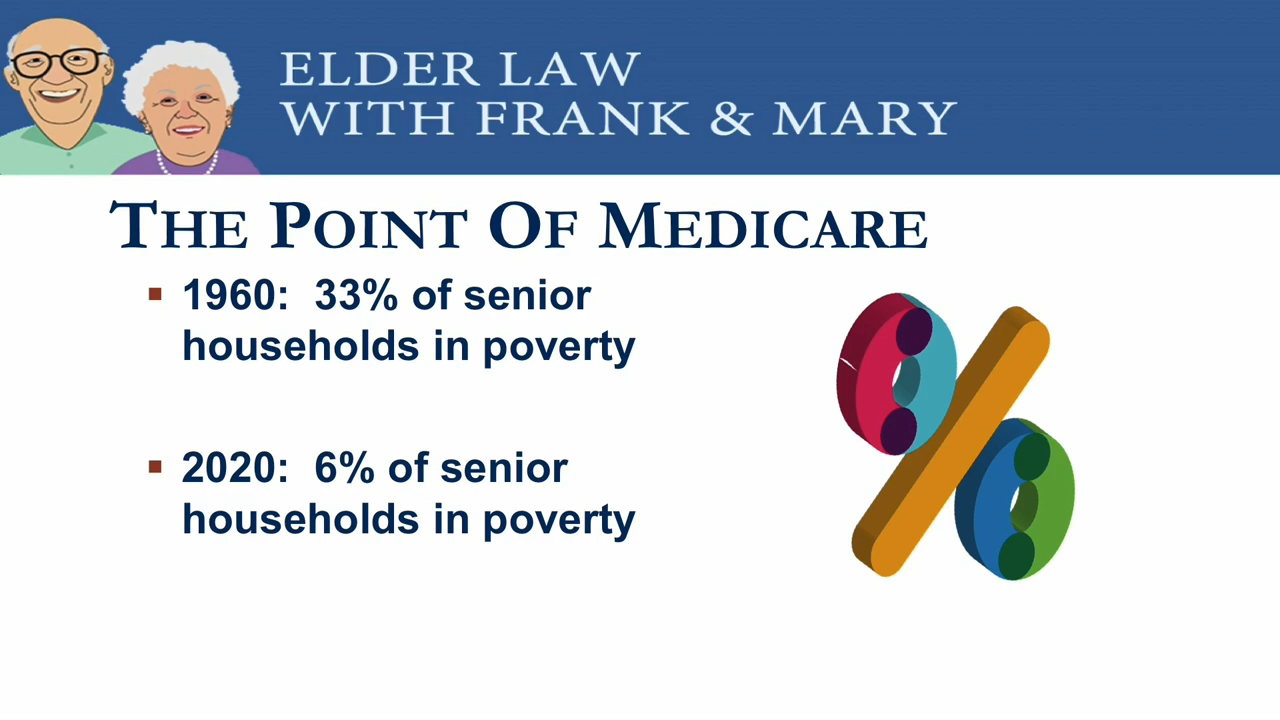 ELDER LAW
WITH FRANK & MARY
THE POINT OF MEDICARE
▪ 1960:  33% of senior
households in poverty
▪ 2020:  6% of senior
households in poverty
%